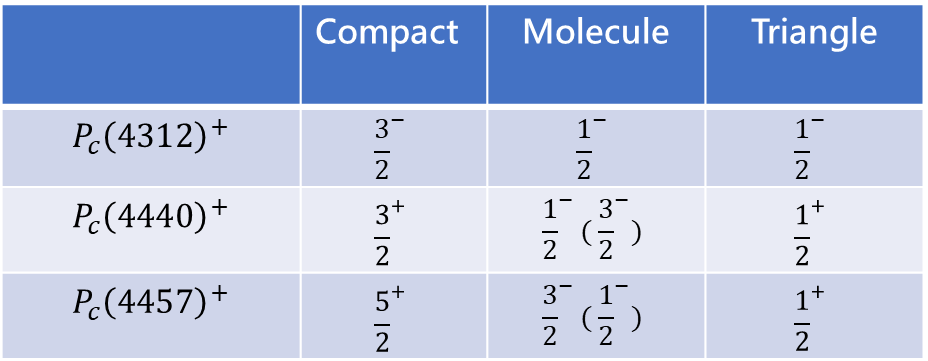 Compact Molecule Triangle
P_c(4312)^+ 3/2^- 1/2^- 1/2^-
P_c(4440)^+ 3/2^+ 1/2^- (3/2^-) 1/2^+
P_c(4457)^+ 5/2^+ 3/2^- (1/2^-) 1/2^+